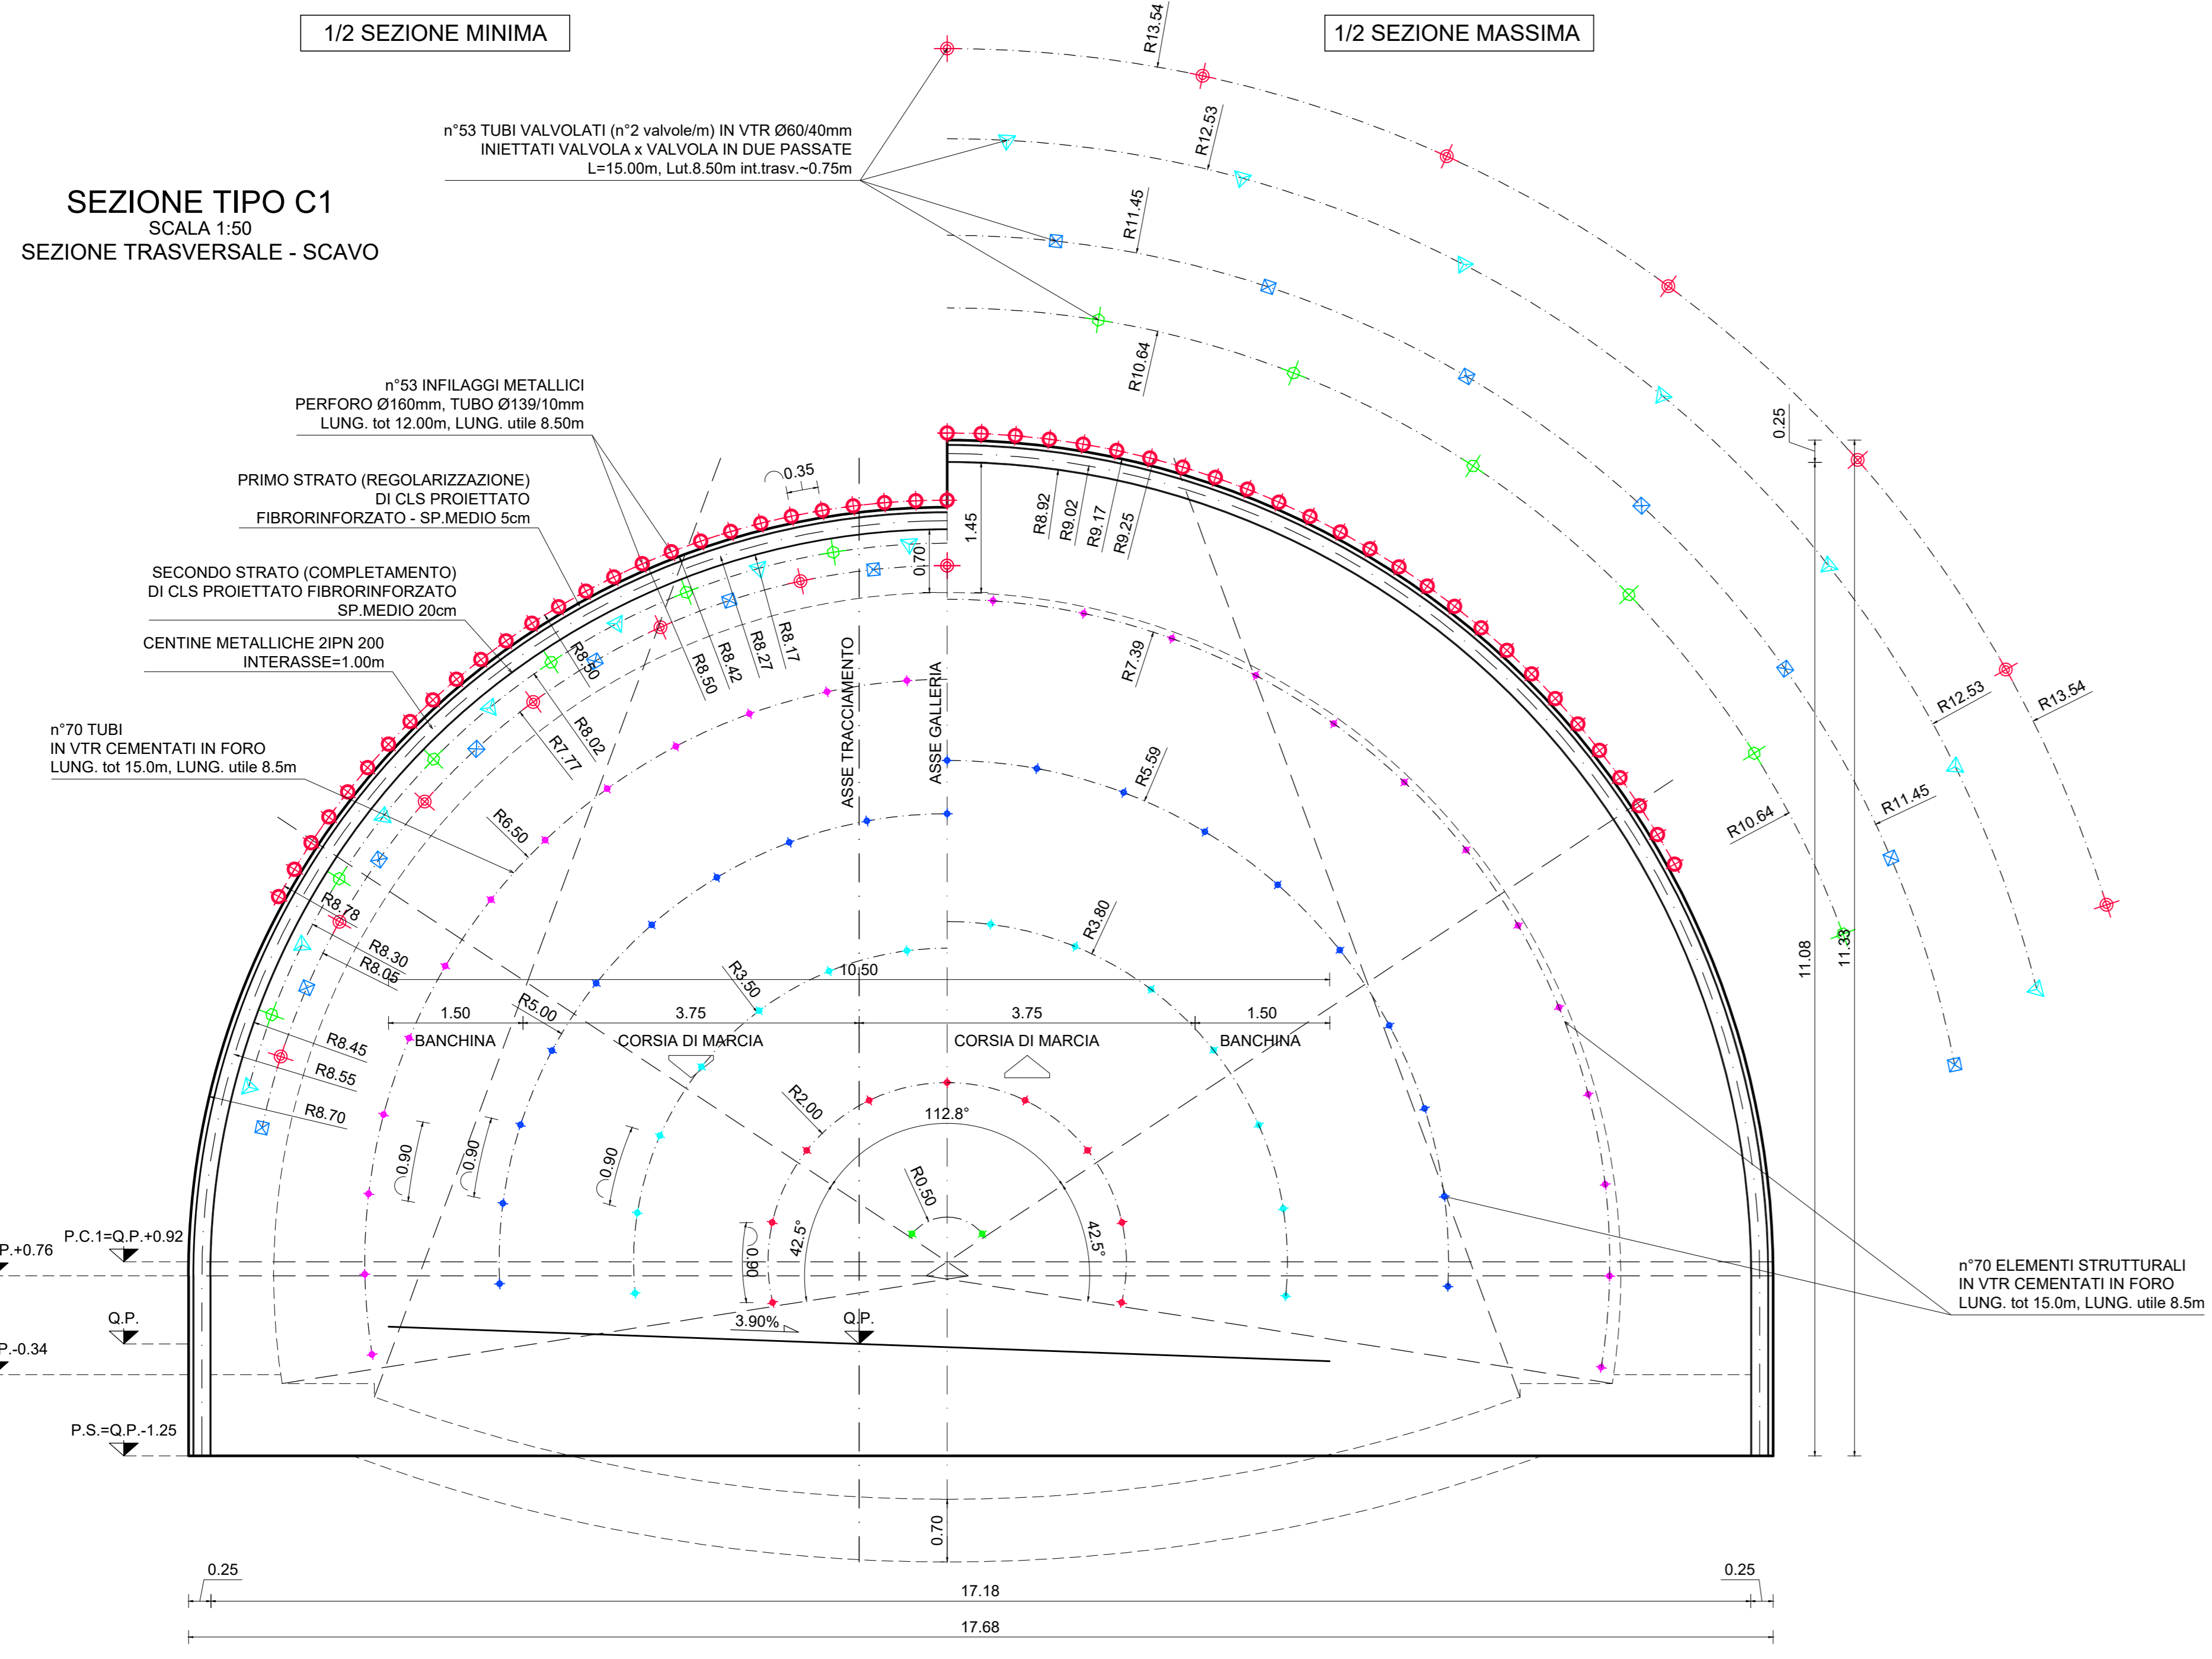 1/2 SEZIONE MINIMA
1/2 SEZIONE MASSIMA
SEZIONE TIPO C1
SCALA 1:50
SEZIONE TRASVERSALE - SCAVO
n°53 TUBI VALVOLATI (n°2 valvole/m) IN VTR Ø60/40mm
INIETTATI VALVOLA x VALVOLA IN DUE PASSATE
L=15.00m, Lut.8.50m int.trasv.~0.75m
n°53 INFILAGGI METALLICI
PERFORO Ø160mm, TUBO Ø139/10mm
LUNG. tot 12.00m, LUNG. utile 8.50m
PRIMO STRATO (REGOLARIZZAZIONE)
DI CLS PROIETTATO
FIBRORINFORZATO - SP.MEDIO 5cm
SECONDO STRATO (COMPLETAMENTO)
DI CLS PROIETTATO FIBRORINFORZATO
SP.MEDIO 20cm
CENTINE METALLICHE 2IPN 200
INTERASSE=1.00m
n°70 TUBI
IN VTR CEMENTATI IN FORO
LUNG. tot 15.0m, LUNG. utile 8.5m
R13.54
R12.53
R11.45
R10.64
0.35
1.45
0.70
R8.92
R9.02
R9.17
R9.25
0.25
R8.50
R8.50
R8.42
R8.27
R8.17
ASSE TRACCIAMENTO
ASSE GALLERIA
R7.39
R8.02
R7.77
R6.50
R5.59
R12.53
R13.54
R11.45
R10.64
R8.78
R8.30
R8.05
R3.80
R3.50
R5.00
10.50
11.08
11.33
1.50
3.75
3.75
1.50
BANCHINA
CORSIA DI MARCIA
CORSIA DI MARCIA
BANCHINA
R8.45
R8.55
R8.70
R2.00
112.8°
0.90
0.90
0.90
0.90
R0.50
42.5°
42.5°
P.+0.76
P.C.1=Q.P.+0.92
Q.P.
P.-0.34
P.S.=Q.P.-1.25
3.90%
Q.P.
n°70 ELEMENTI STRUTTURALI
IN VTR CEMENTATI IN FORO
LUNG. tot 15.0m, LUNG. utile 8.5m
0.70
0.25
17.18
0.25
17.68